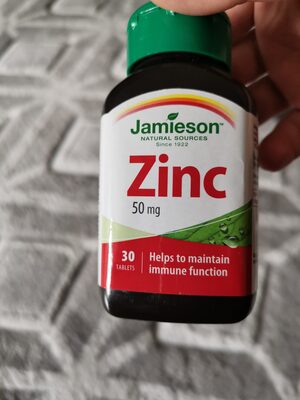 Jamieson
NATURAL SOURCES
Since 1922
Zinc
50 mg
30
TABLETS
Helps to maintain
immune function